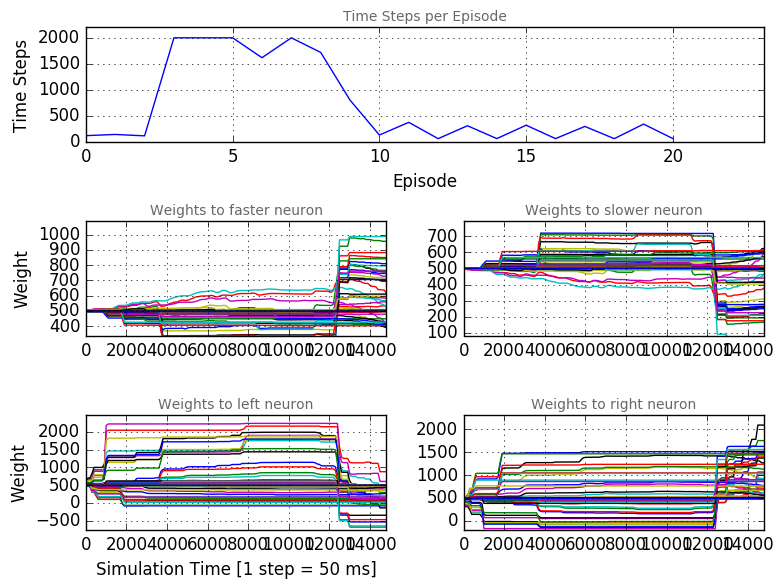 Time Steps per Episode
2000
1500
1000
500
0
Time Steps
0 5 10 15 20
Episode
Weights to faster neuron Weights to slower neuron
1000
900
800
700
600
500
400
Weight
700
600
500
400
300
200
100
0 2000 4000 6000 8000 10000 12000 14000 0 2000 4000 6000 8000 10000 12000 14000
Weights to left neuron Weights to right neuron
2000
1500
1000
500
0
−500
Weight
2000
1500
1000
500
0
0 2000 4000 6000 8000 10000 12000 14000 0 2000 4000 6000 8000 10000 12000 14000
Simulation Time [1 step = 50 ms]